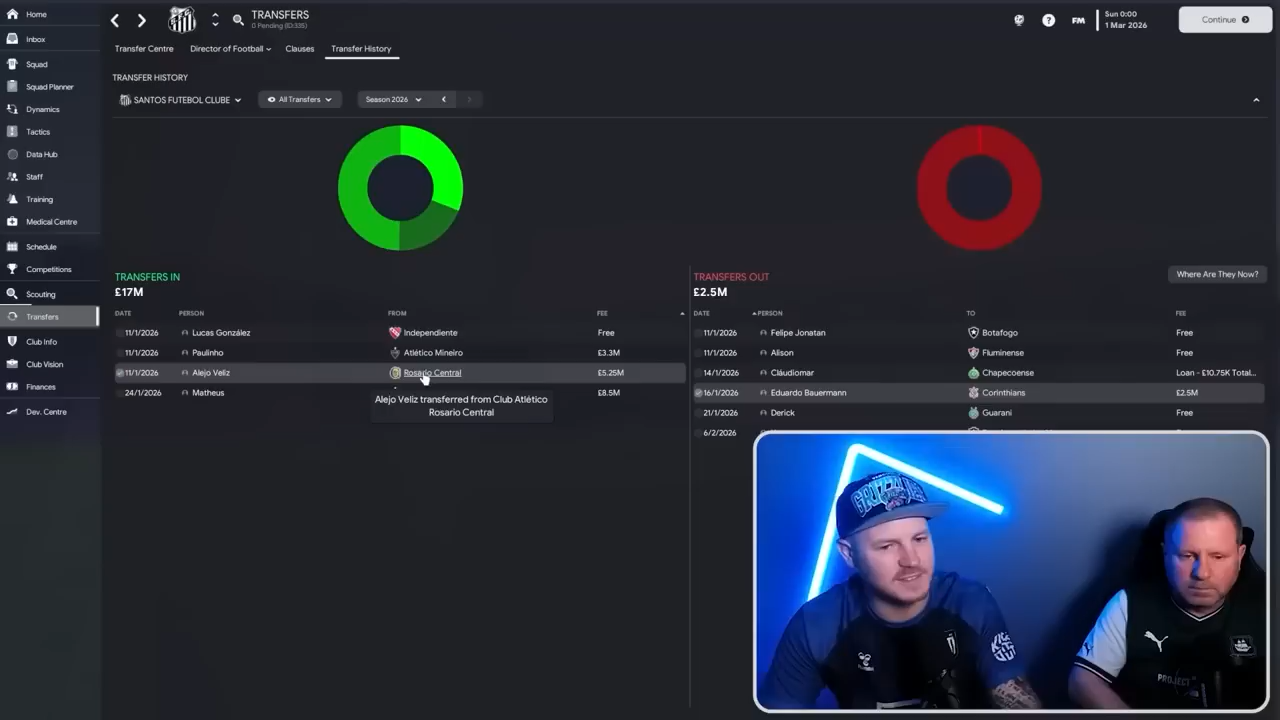 Home
TRANSFERS
0 Pending (ID:335)
Sun 0:00
1 Mar 2026
FM
Continue
Inbox
Transfer Centre
Director of Football
Clauses
Transfer History
Squad
Squad Planner
Dynamics
Tactics
Data Hub
Staff
Training
Medical Centre
Schedule
Competitions
Scouting
Transfers
Club Info
Club Vision
Finances
Dev. Centre
TRANSFER HISTORY
SANTOS FUTEBOL CLUBE
All Transfers
Season 2026
TRANSFERS IN
£17M
DATE PERSON FROM FEE
11/1/2026 Lucas González Independiente Free
11/1/2026 Paulinho Atlético Mineiro £3.3M
11/1/2026 Alejo Veliz Rosario Central £5.25M
24/1/2026 Matheus £8.5M
Alejo Veliz transferred from Club Atlético
Rosario Central
TRANSFERS OUT
£2.5M
Where Are They Now?
DATE PERSON TO FEE
11/1/2026 Felipe Jonatan Botafogo Free
11/1/2026 Alison Fluminense Free
14/1/2026 Cláudiomar Chapecoense Loan - £10.75K Total...
16/1/2026 Eduardo Bauermann Corinthians £2.5M
21/1/2026 Derick Guarani Free
6/2/2026
GRIZZLIES
PROJECT